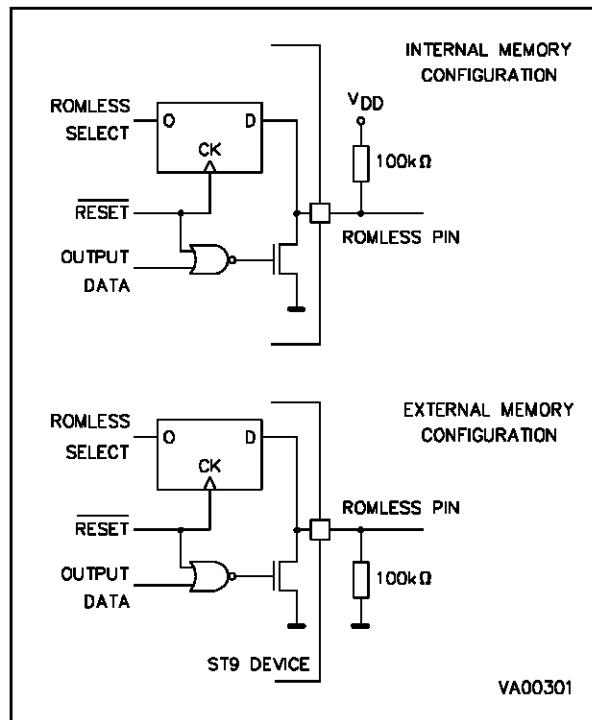 INTERNAL MEMORY
CONFIGURATION
VDD
ROMLESS
SELECT
O
D
CK
100kΩ
RESET
ROMLESS PIN
OUTPUT
DATA
EXTERNAL MEMORY
CONFIGURATION
ROMLESS
SELECT
O
D
CK
ROMLESS PIN
RESET
100kΩ
OUTPUT
DATA
ST9 DEVICE
VA00301